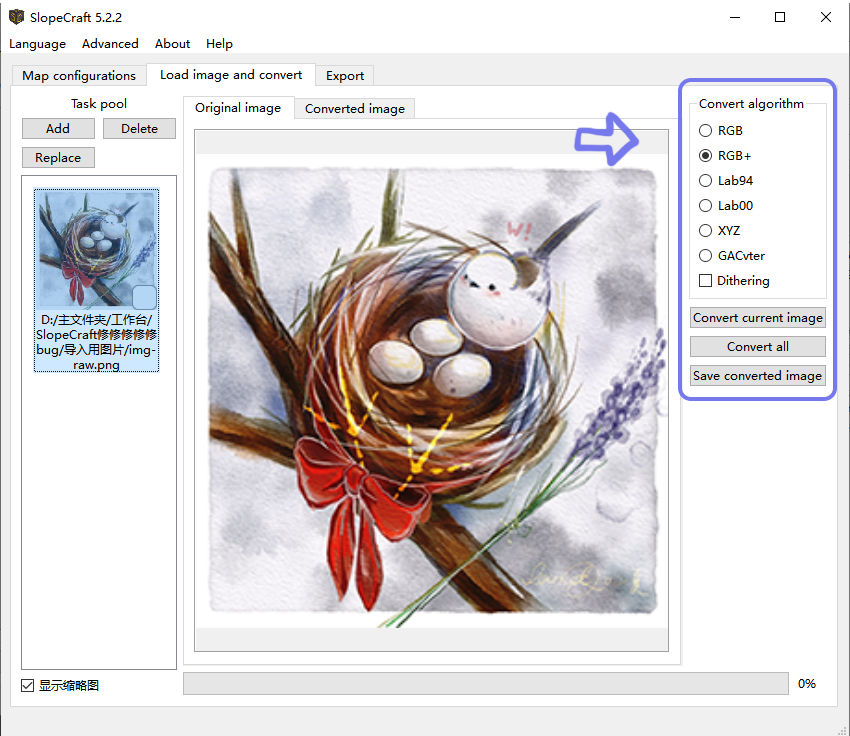 SlopeCraft 5.2.2
Language Advanced About Help
Map configurations Load image and convert Export
Task pool
Add Delete
Replace
D:/主文件夹/工作台/
SlopeCraft修修修修修
bug/导入用图片/img-
raw.png
显示缩略图
Original image Converted image
W!
Convert algorithm
RGB
RGB+
Lab94
Lab00
XYZ
GACvter
Dithering
Convert current image
Convert all
Save converted image
0%